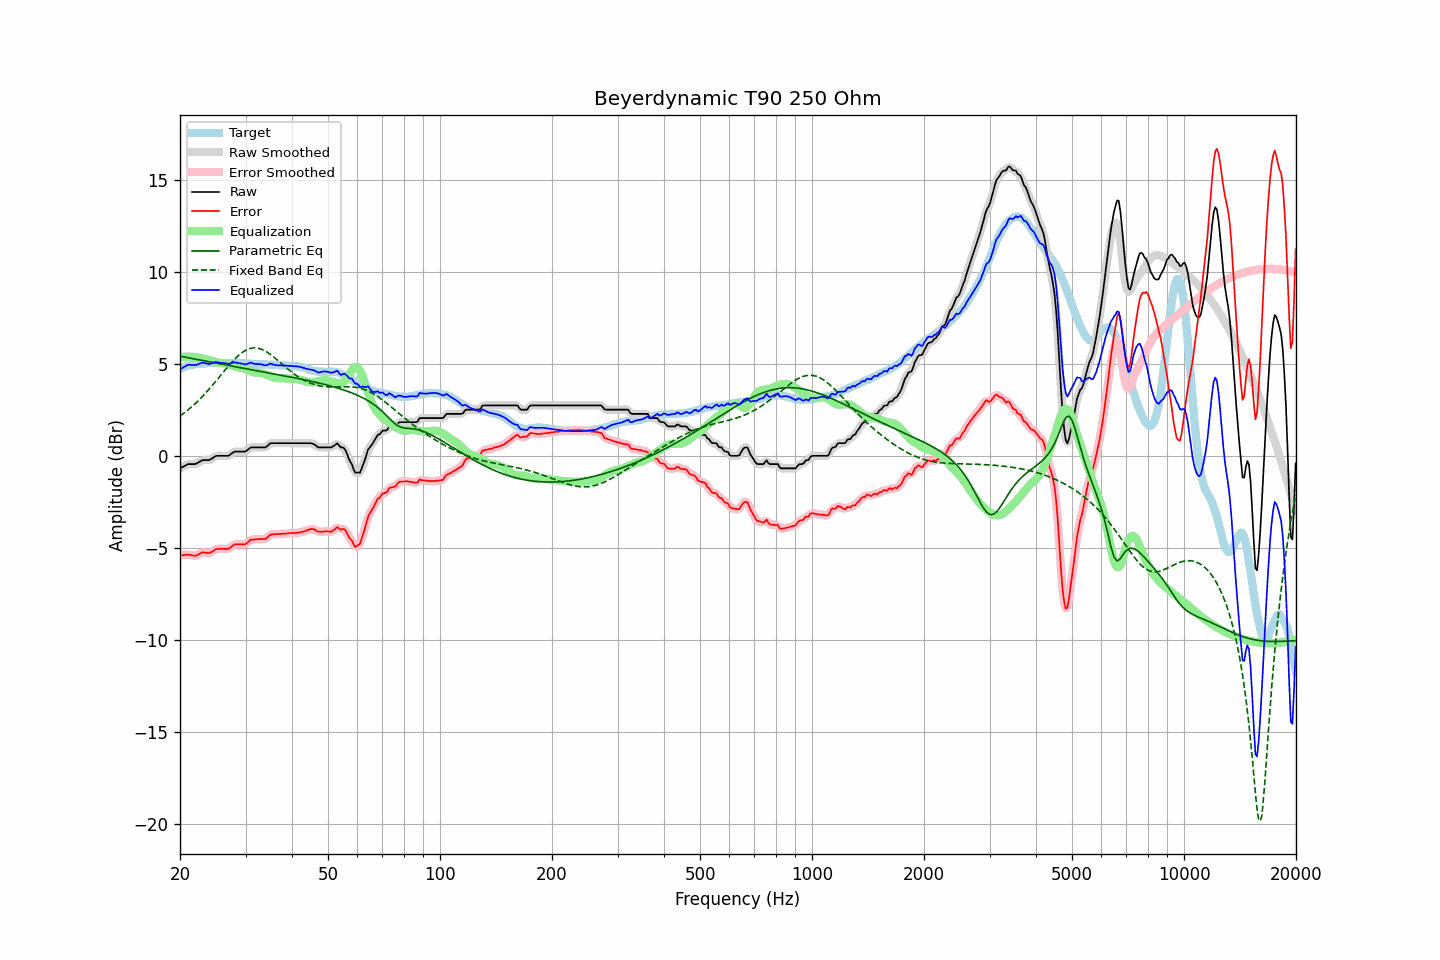 Beyerdynamic T90 250 Ohm
Target
Raw Smoothed
Error Smoothed
Raw
Error
Equalization
Parametric Eq
Fixed Band Eq
Equalized
Amplitude (dBr)
15
10
5
0
−5
−10
−15
−20
20
50
100
200
500
1000
2000
5000
10000
20000
Frequency (Hz)